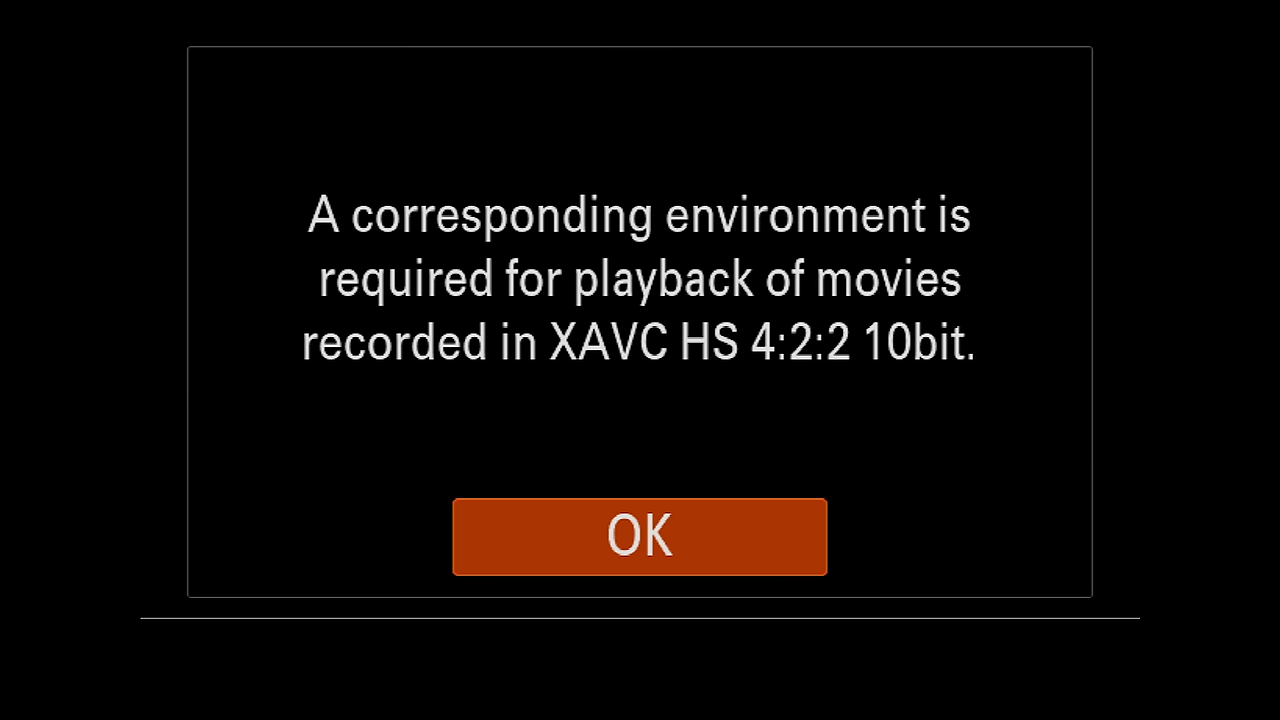 A corresponding environment is
required for playback of movies
recorded in XAVC HS 4:2:2 10bit.
OK